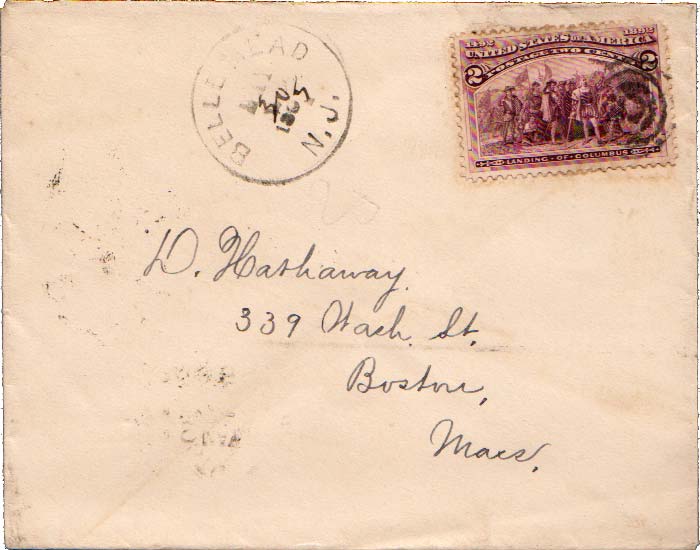 BELLE MEAD
N.J.
1492 1892
UNITED STATES OF AMERICA
POSTAGE TWO CENTS
2 2
LANDING · OF · COLUMBUS
D. Hathaway.
339 Wash. St.
Boston,
Mass.